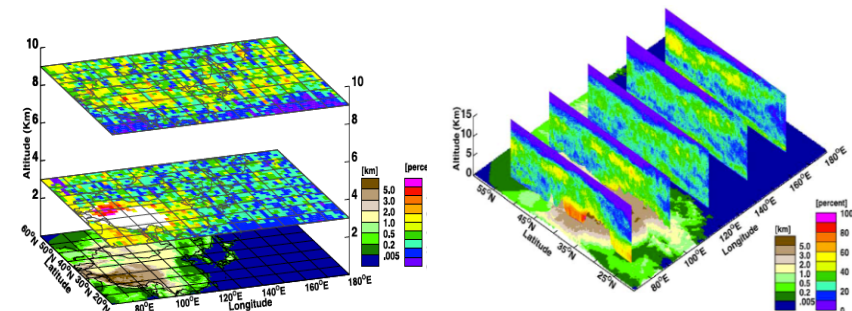 10
8
6
4
2
Altitude (Km)
10
8
6
4
2
60°N
50°N
40°N
30°N
20°N
Latitude
80°E
100°E
120°E
140°E
160°E
180°E
Longitude
[km]
5.0
3.0
2.0
1.0
0.5
0.2
.005
[perce
Altitude (Km)
15
10
5
0
55°N
45°N
35°N
25°N
Latitude
80°E
100°E
120°E
140°E
160°E
180°E
Longitude
[km]
5.0
3.0
2.0
1.0
0.5
0.2
.005
[percent]
100
80
60
40
20
0